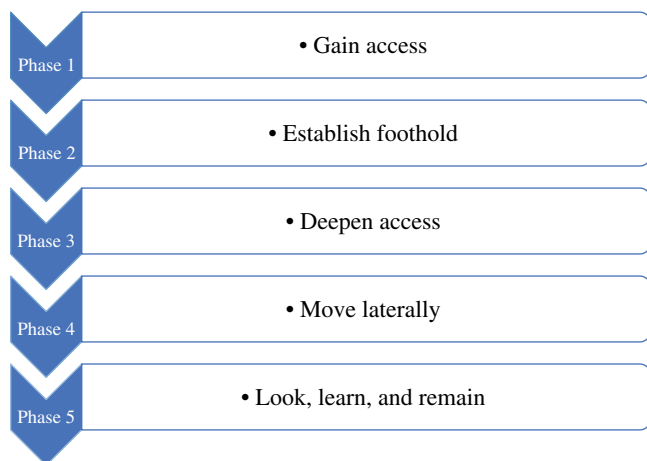 Phase 1
• Gain access
Phase 2
• Establish foothold
Phase 3
• Deepen access
Phase 4
• Move laterally
Phase 5
• Look, learn, and remain